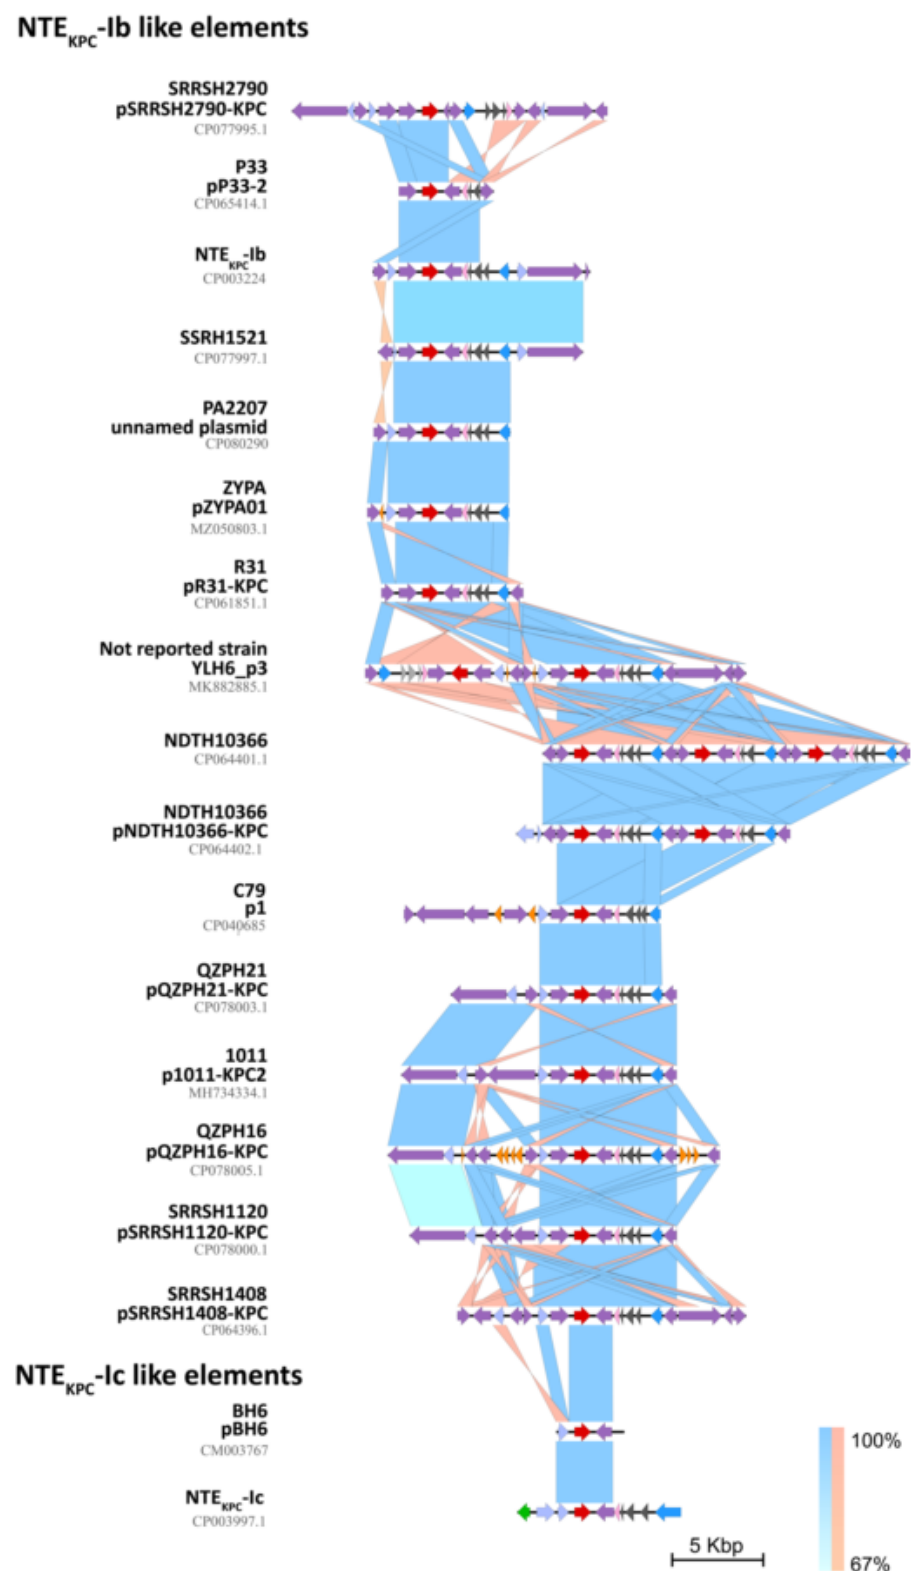 NTEKPC-Ib like elements
SRRSH2790
pSRRSH2790-KPC
CP077995.1
P33
pP33-2
CP065414.1
NTEKPC-Ib
CP003224
SSRH1521
CP077997.1
PA2207
unnamed plasmid
CP080290
ZYPA
pZYPA01
MZ050803.1
R31
pR31-KPC
CP061851.1
Not reported strain
YLH6_p3
MK882885.1
NDTH10366
CP064401.1
NDTH10366
pNDTH10366-KPC
CP064402.1
C79
p1
CP040685
QZPH21
pQZPH21-KPC
CP078003.1
1011
p1011-KPC2
MH734334.1
QZPH16
pQZPH16-KPC
CP078005.1
SRRSH1120
pSRRSH1120-KPC
CP078000.1
SRRSH1408
pSRRSH1408-KPC
CP064396.1
NTEKPC-Ic like elements
BH6
pBH6
CM003767
NTEKPC-Ic
CP003997.1
100%
5 Kbp
67%